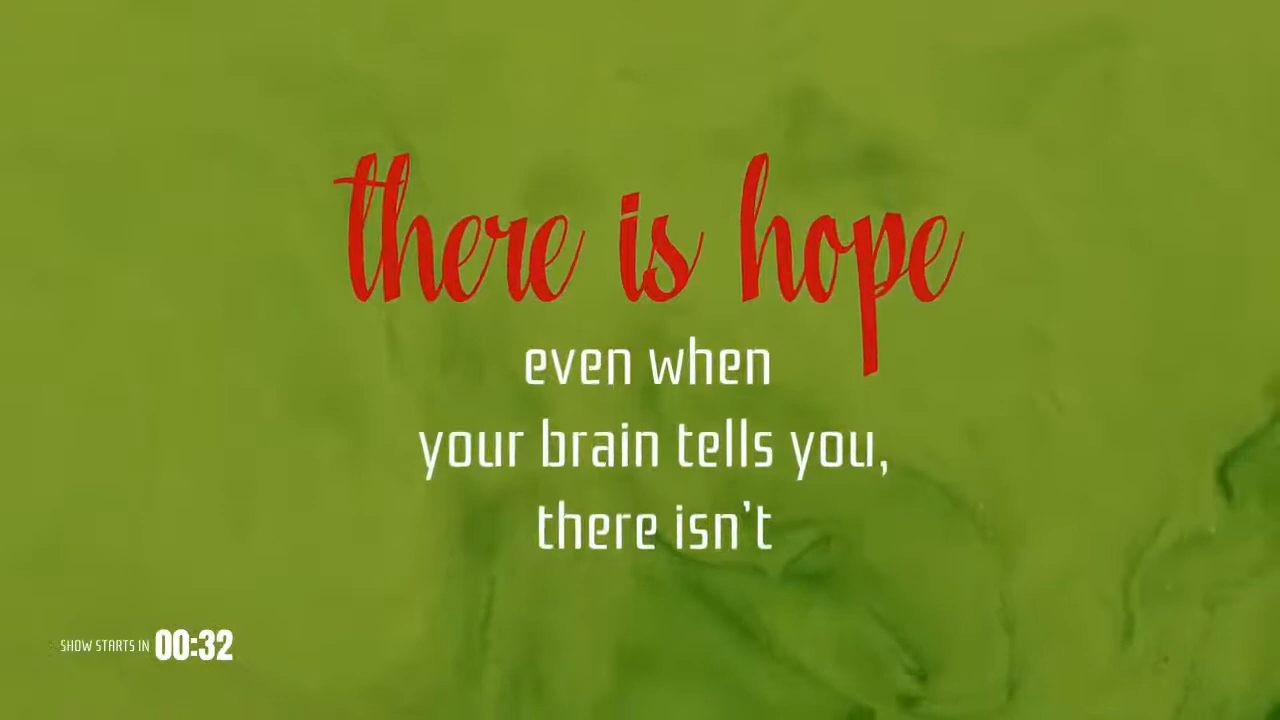 there is hope
even when
your brain tells you,
there isn't
SHOW STARTS IN 00:32